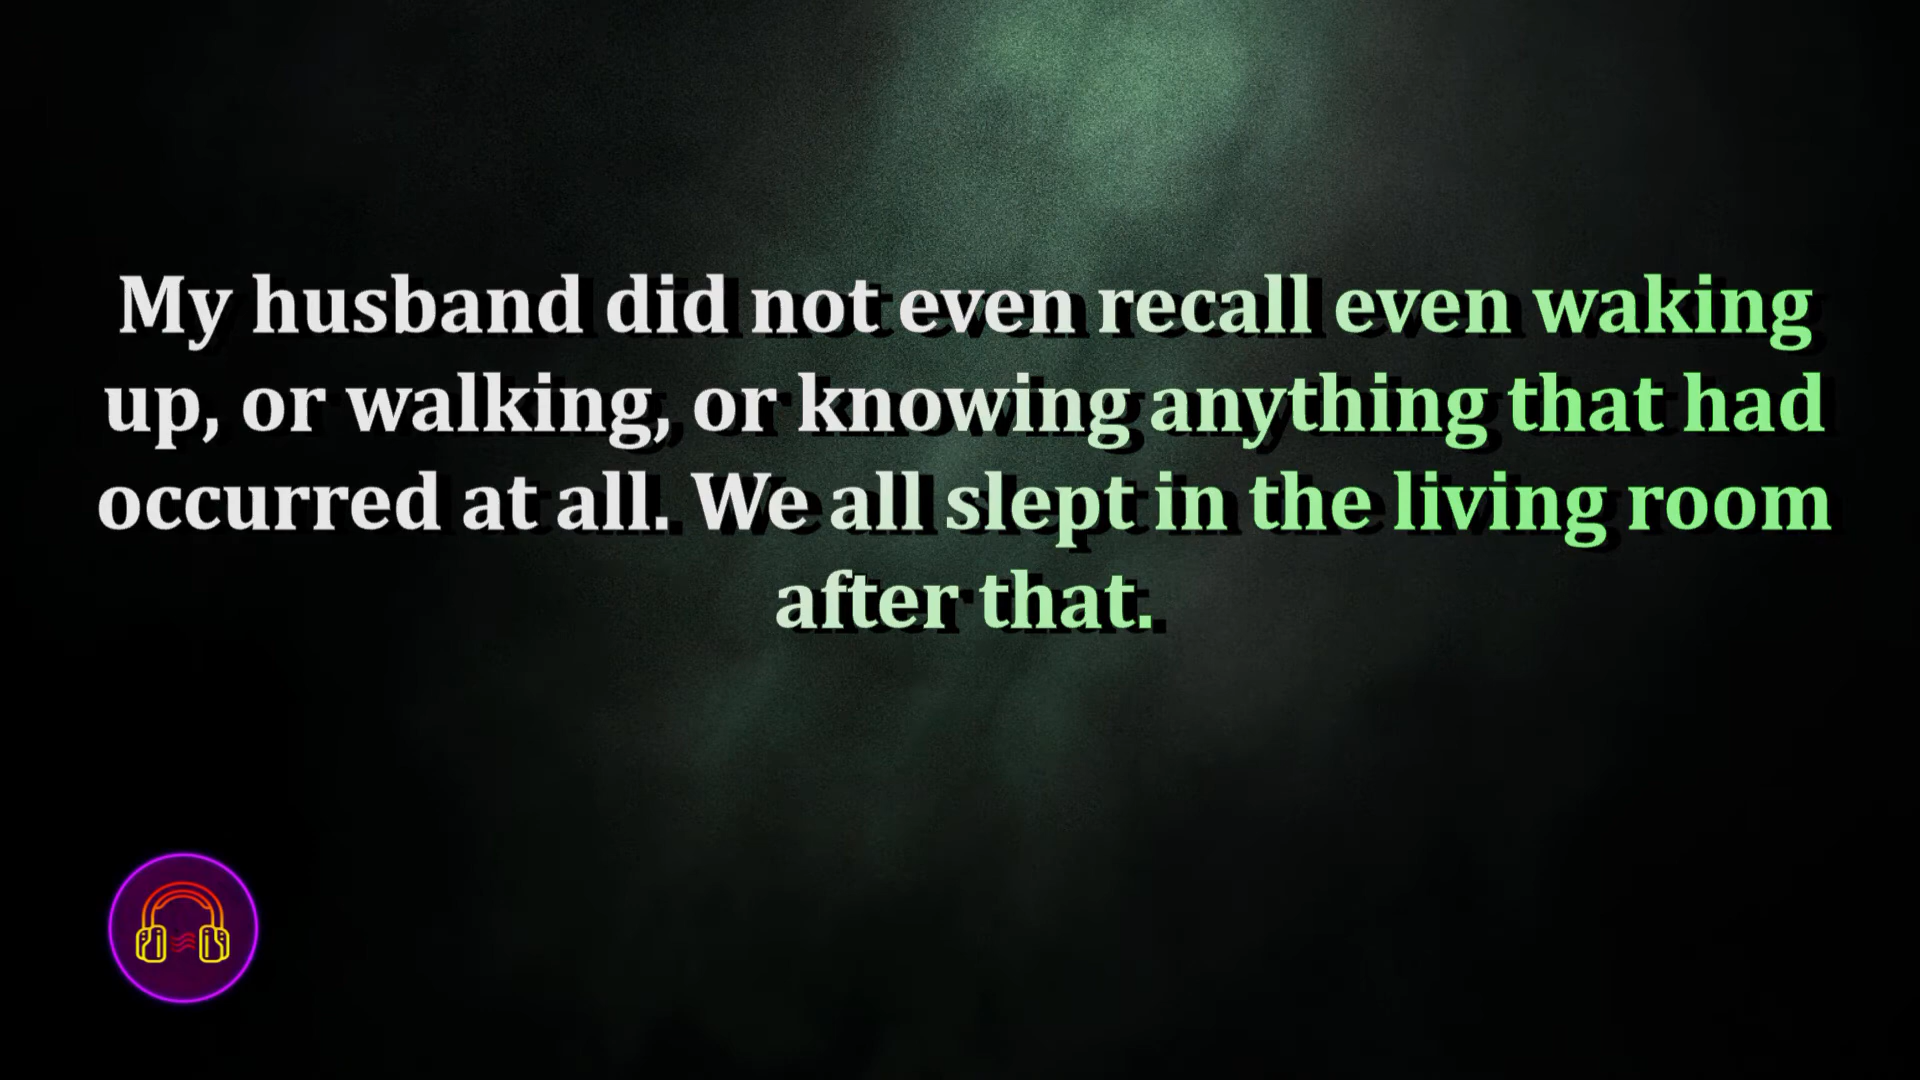 My husband did not even recall even waking
up, or walking, or knowing anything that had
occurred at all. We all slept in the living room
after that.